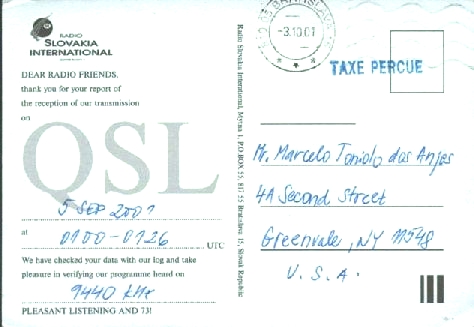 RADIO
SLOVAKIA
INTERNATIONAL
DEAR RADIO FRIENDS,
thank you for your report of
the reception of our transmission
on
QSL
5 SEP 2001
at
0100-0126
UTC
We have checked your data with our log and take
pleasure in verifying our programme heard on
9440 kHz
PLEASANT LISTENING AND 73!
Radio Slovakia International, Mýtna 1, P.O BOX 55, 817 55 Bratislava 15, Slovak Republic
-3.10.01
TAXE PERCUE
Mr. Marcelo Toniolo dos Anjos
4A Second Street
Greenvale, NY 11548
U.S.A.